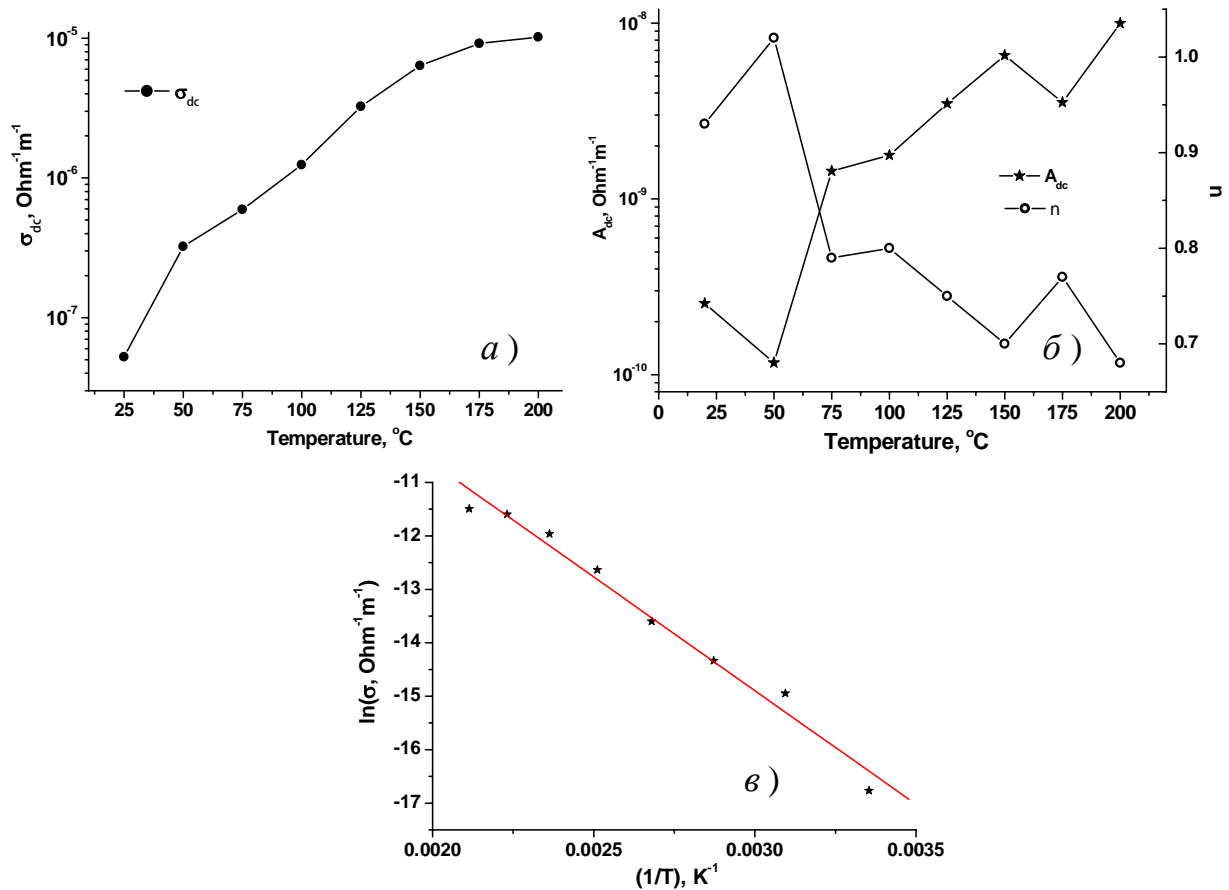 10⁻⁵
10⁻⁶
10⁻⁷
σdc, Ohm⁻¹m⁻¹
σdc
а )
25 50 75 100 125 150 175 200
Temperature, °C
10⁻⁸
10⁻⁹
10⁻¹⁰
Adc, Ohm⁻¹m⁻¹
Adc
n
б )
1.0
0.9
0.8
0.7
n
0 25 50 75 100 125 150 175 200
Temperature, °C
-11
-12
-13
-14
-15
-16
-17
ln(σ, Ohm⁻¹m⁻¹)
в )
0.0020 0.0025 0.0030 0.0035
(1/T), K⁻¹